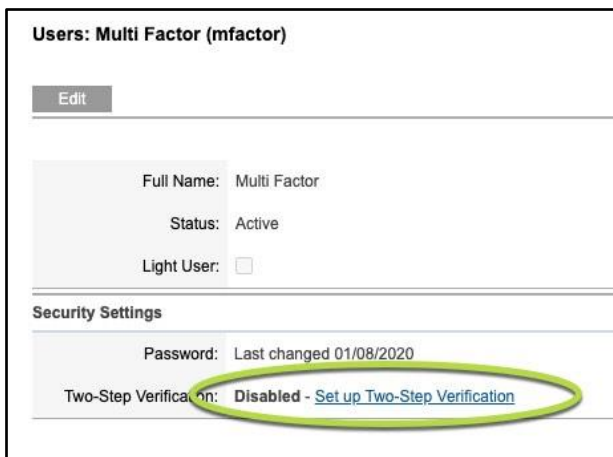 Users: Multi Factor (mfactor)
Edit
Full Name: Multi Factor
Status: Active
Light User:
Security Settings
Password: Last changed 01/08/2020
Two-Step Verification: Disabled - Set up Two-Step Verification